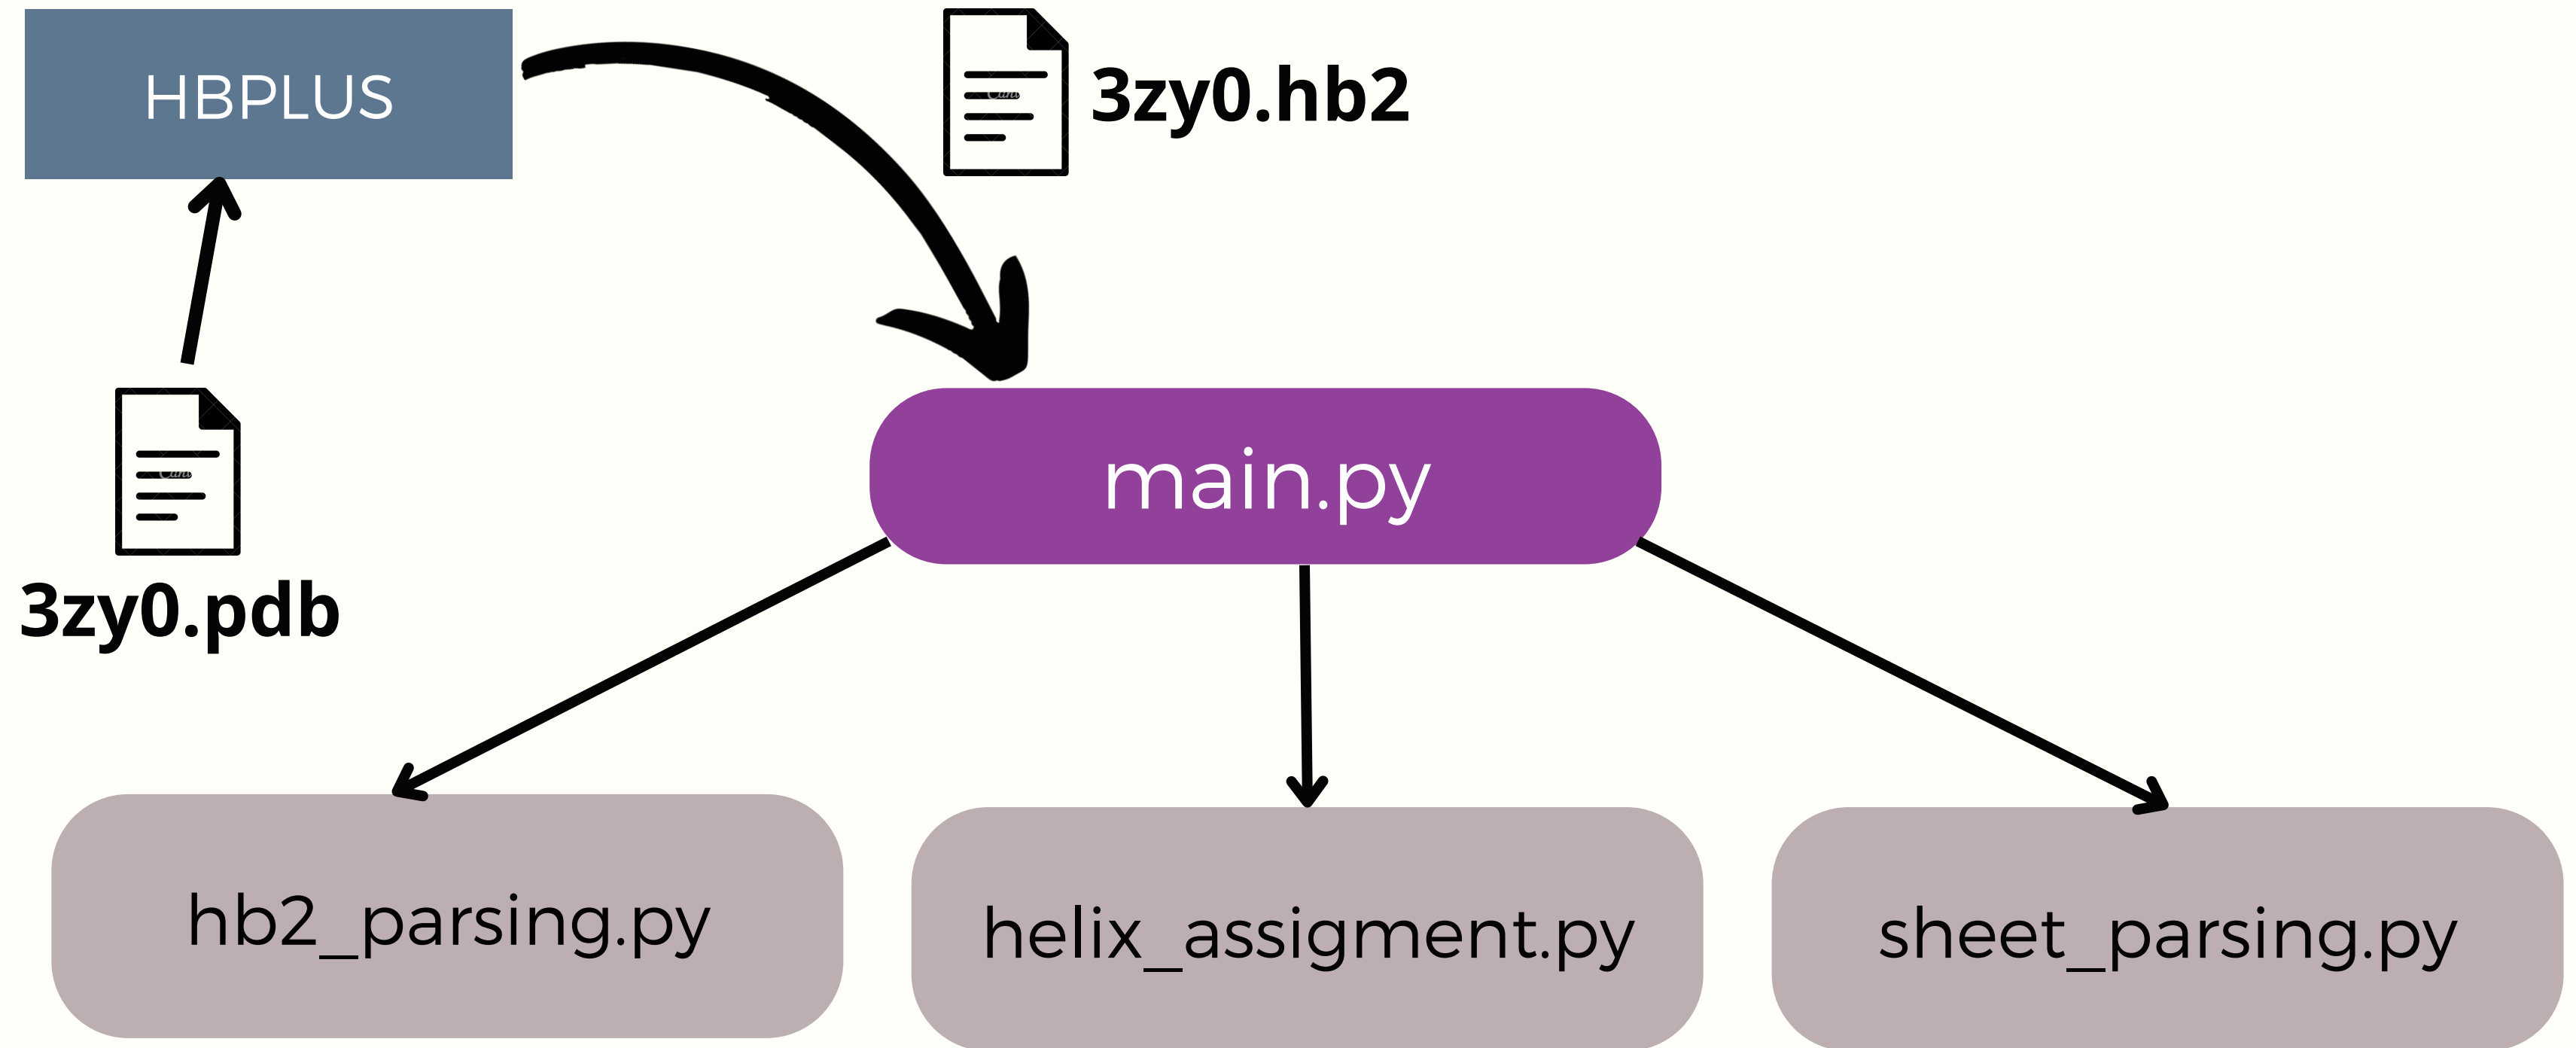 HBPLUS
3zy0.hb2
main.py
3zy0.pdb
hb2_parsing.py
helix_assigment.py
sheet_parsing.py